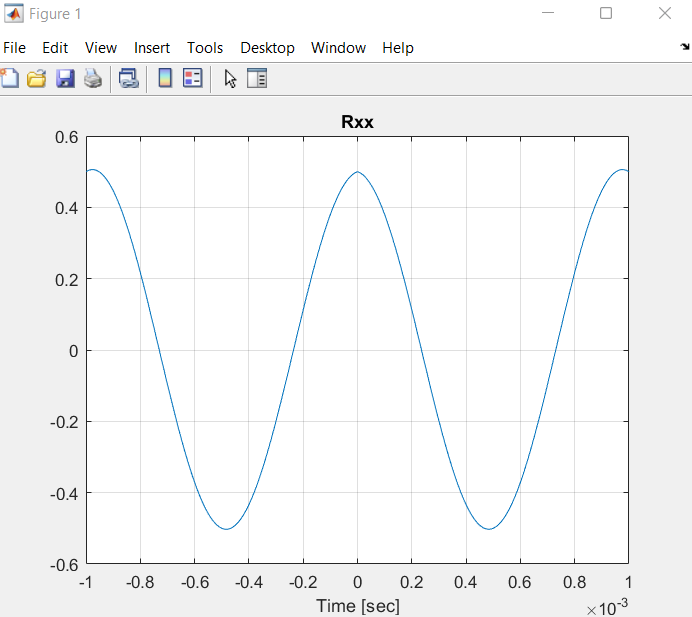 Figure 1
File Edit View Insert Tools Desktop Window Help
Rxx
0.6
0.4
0.2
0
-0.2
-0.4
-0.6
-1 -0.8 -0.6 -0.4 -0.2 0 0.2 0.4 0.6 0.8 1
Time [sec]
×10-3